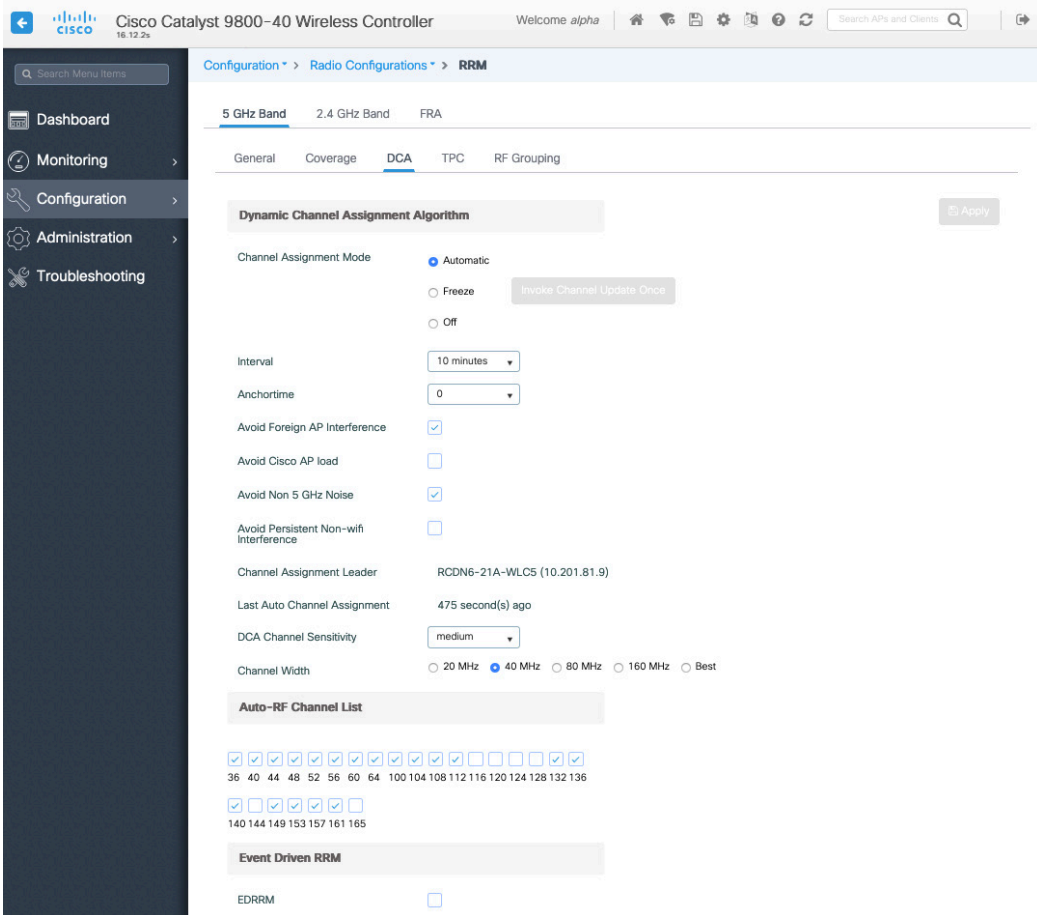 Cisco Catalyst 9800-40 Wireless Controller
Welcome alpha
Search APs and Clients
CISCO
16.12.2s
Search Menu Items
Configuration > Radio Configurations > RRM
Dashboard
Monitoring
Configuration
Administration
Troubleshooting
5 GHz Band 2.4 GHz Band FRA
General Coverage DCA TPC RF Grouping
Dynamic Channel Assignment Algorithm
Apply
Channel Assignment Mode Automatic
Freeze Invoke Channel Update Once
Off
Interval 10 minutes
Anchortime 0
Avoid Foreign AP Interference
Avoid Cisco AP load
Avoid Non 5 GHz Noise
Avoid Persistent Non-wifi
Interference
Channel Assignment Leader RCDN6-21A-WLC5 (10.201.81.9)
Last Auto Channel Assignment 475 second(s) ago
DCA Channel Sensitivity medium
Channel Width 20 MHz 40 MHz 80 MHz 160 MHz Best
Auto-RF Channel List
36 40 44 48 52 56 60 64 100 104 108 112 116 120 124 128 132 136
140 144 149 153 157 161 165
Event Driven RRM
EDRRM